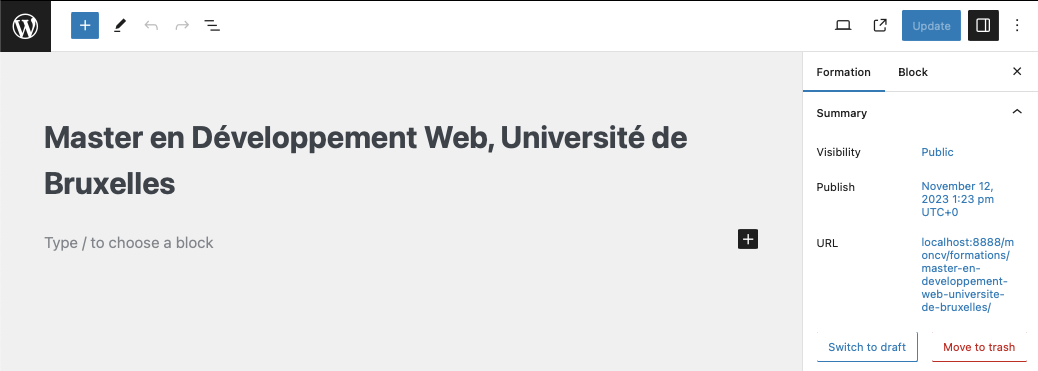 Update
Formation
Block
Summary
Master en Développement Web, Université de
Bruxelles
Type / to choose a block
Visibility
Public
Publish
November 12,
2023 1:23 pm
UTC+0
URL
localhost:8888/m
oncv/formations/
master-en-
developpement-
web-universite-
de-bruxelles/
Switch to draft
Move to trash